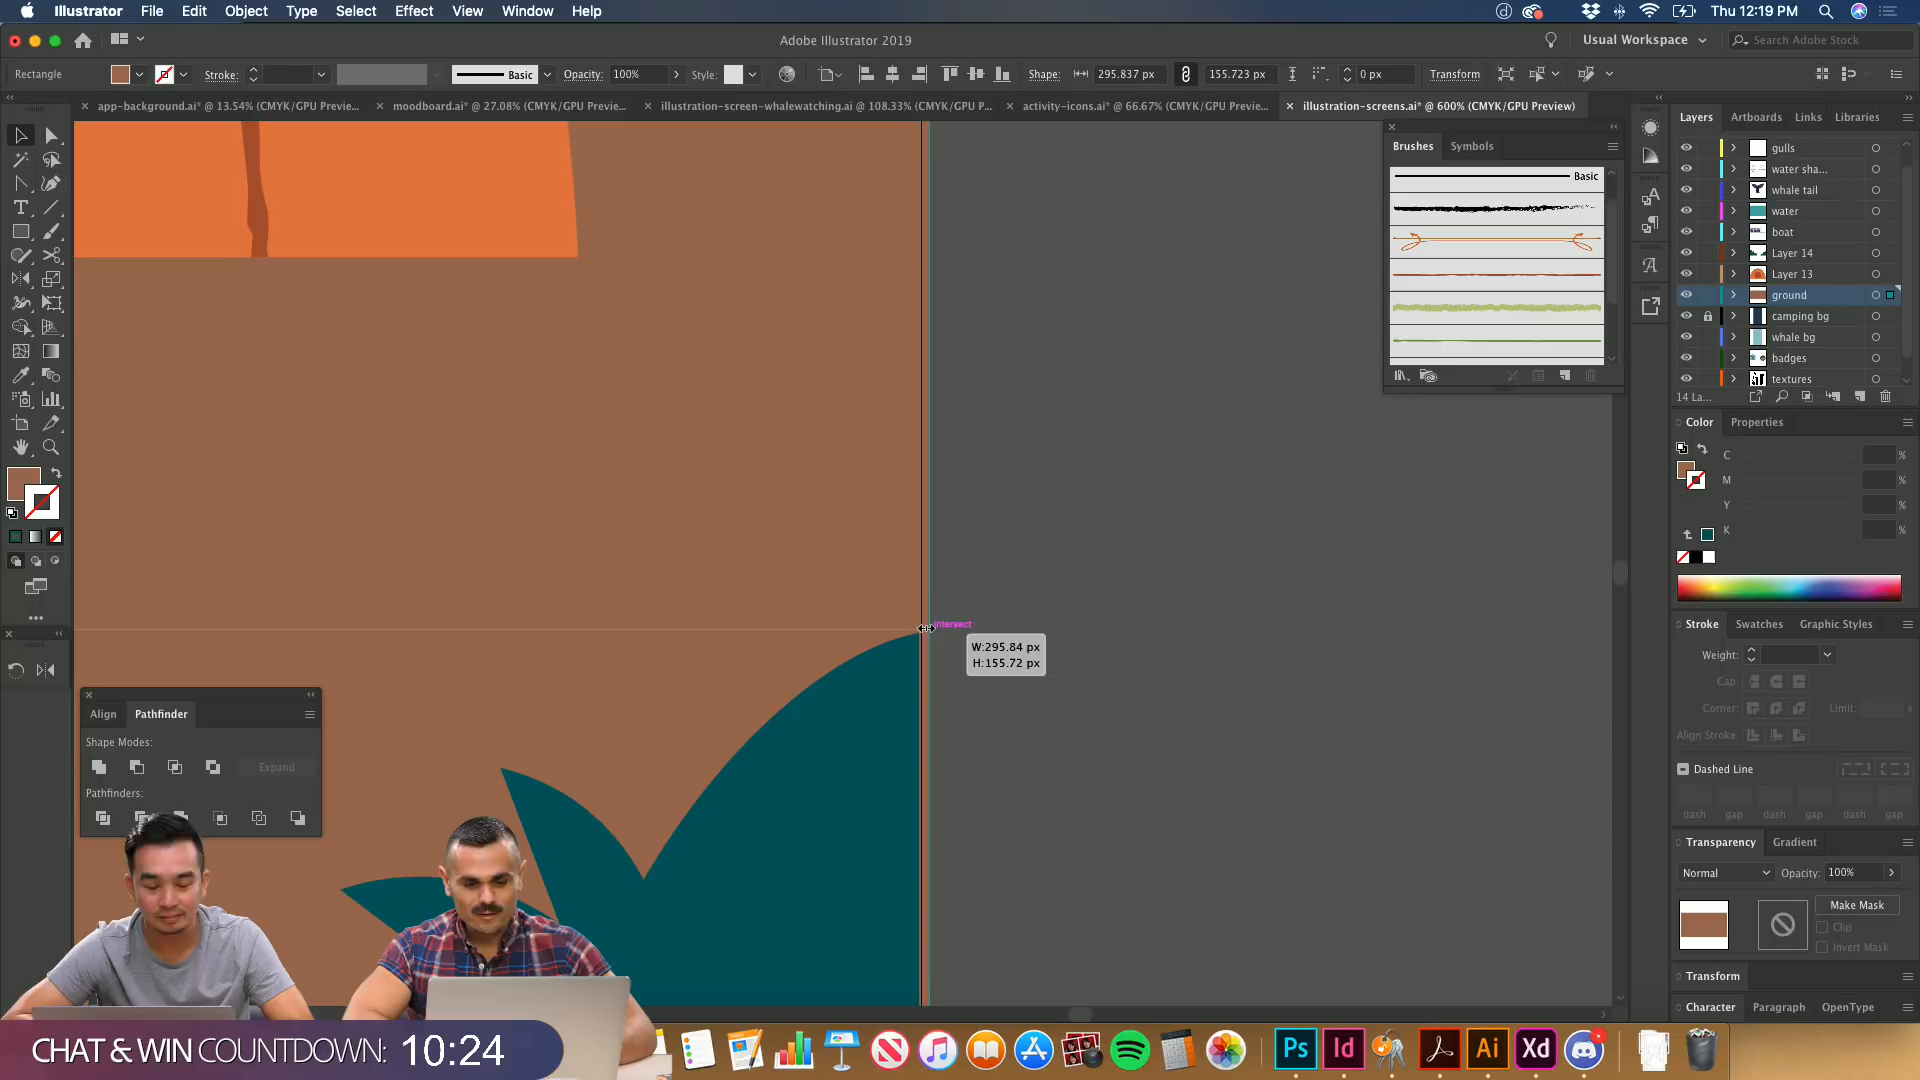 Illustrator File Edit Object Type Select Effect View Window Help
Thu 12:19 PM
Adobe Illustrator 2019
Usual Workspace
Search Adobe Stock
Rectangle
Stroke:
Basic
Opacity: 100%
Style:
Shape: 295.837 px 155.723 px 0 px
Transform
app-background.ai* @ 13.54% (CMYK/GPU Previe...
moodboard.ai* @ 27.08% (CMYK/GPU Previe...
illustration-screen-whalewatching.ai @ 108.33% (CMYK/GPU P...
activity-icons.ai* @ 66.67% (CMYK/GPU Previe...
illustration-screens.ai* @ 600% (CMYK/GPU Preview)
Brushes Symbols
Basic
Layers Artboards Links Libraries
gulls
water sha...
whale tail
water
boat
Layer 14
Layer 13
ground
camping bg
whale bg
badges
textures
14 La...
Color Properties
C %
M %
Y %
K %
intersect
W:295.84 px
H:155.72 px
Stroke Swatches Graphic Styles
Weight:
Cap:
Corner: Limit: x
Align Stroke:
Dashed Line
dash gap dash gap dash gap
Transparency Gradient
Normal Opacity: 100%
Make Mask
Clip
Invert Mask
Transform
Character Paragraph OpenType
Align Pathfinder
Shape Modes:
Expand
Pathfinders:
CHAT & WIN COUNTDOWN: 10:24
Ps Id Ai Xd